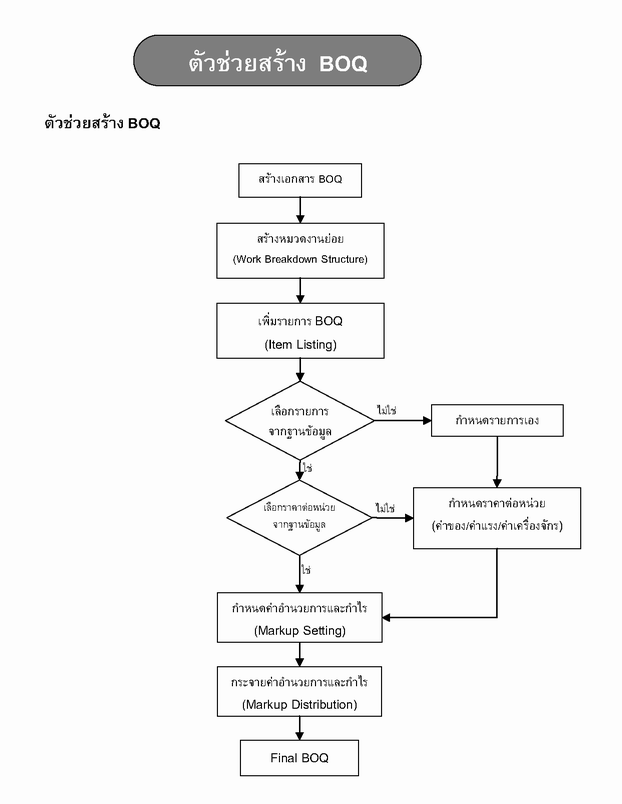 ตัวช่วยสร้าง BOQ
ตัวช่วยสร้าง BOQ
สร้างเอกสาร BOQ
สร้างหมวดงานย่อย
(Work Breakdown Structure)
เพิ่มรายการ BOQ
(Item Listing)
เลือกรายการ
จากฐานข้อมูล
ไม่ใช่
กำหนดรายการเอง
ใช่
เลือกราคาต่อหน่วย
จากฐานข้อมูล
ไม่ใช่
กำหนดราคาต่อหน่วย
(ค่าของ/ค่าแรง/ค่าเครื่องจักร)
ใช่
กำหนดค่าอำนวยการและกำไร
(Markup Setting)
กระจายค่าอำนวยการและกำไร
(Markup Distribution)
Final BOQ